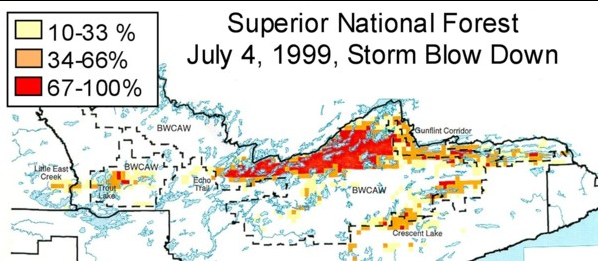 Superior National Forest
July 4, 1999, Storm Blow Down
10-33 %
34-66%
67-100%
BWCAW
Gunflint Corridor
Little East
Creek
BWCAW
Trout
Lake
Echo
Trail
BWCAW
Crescent Lake